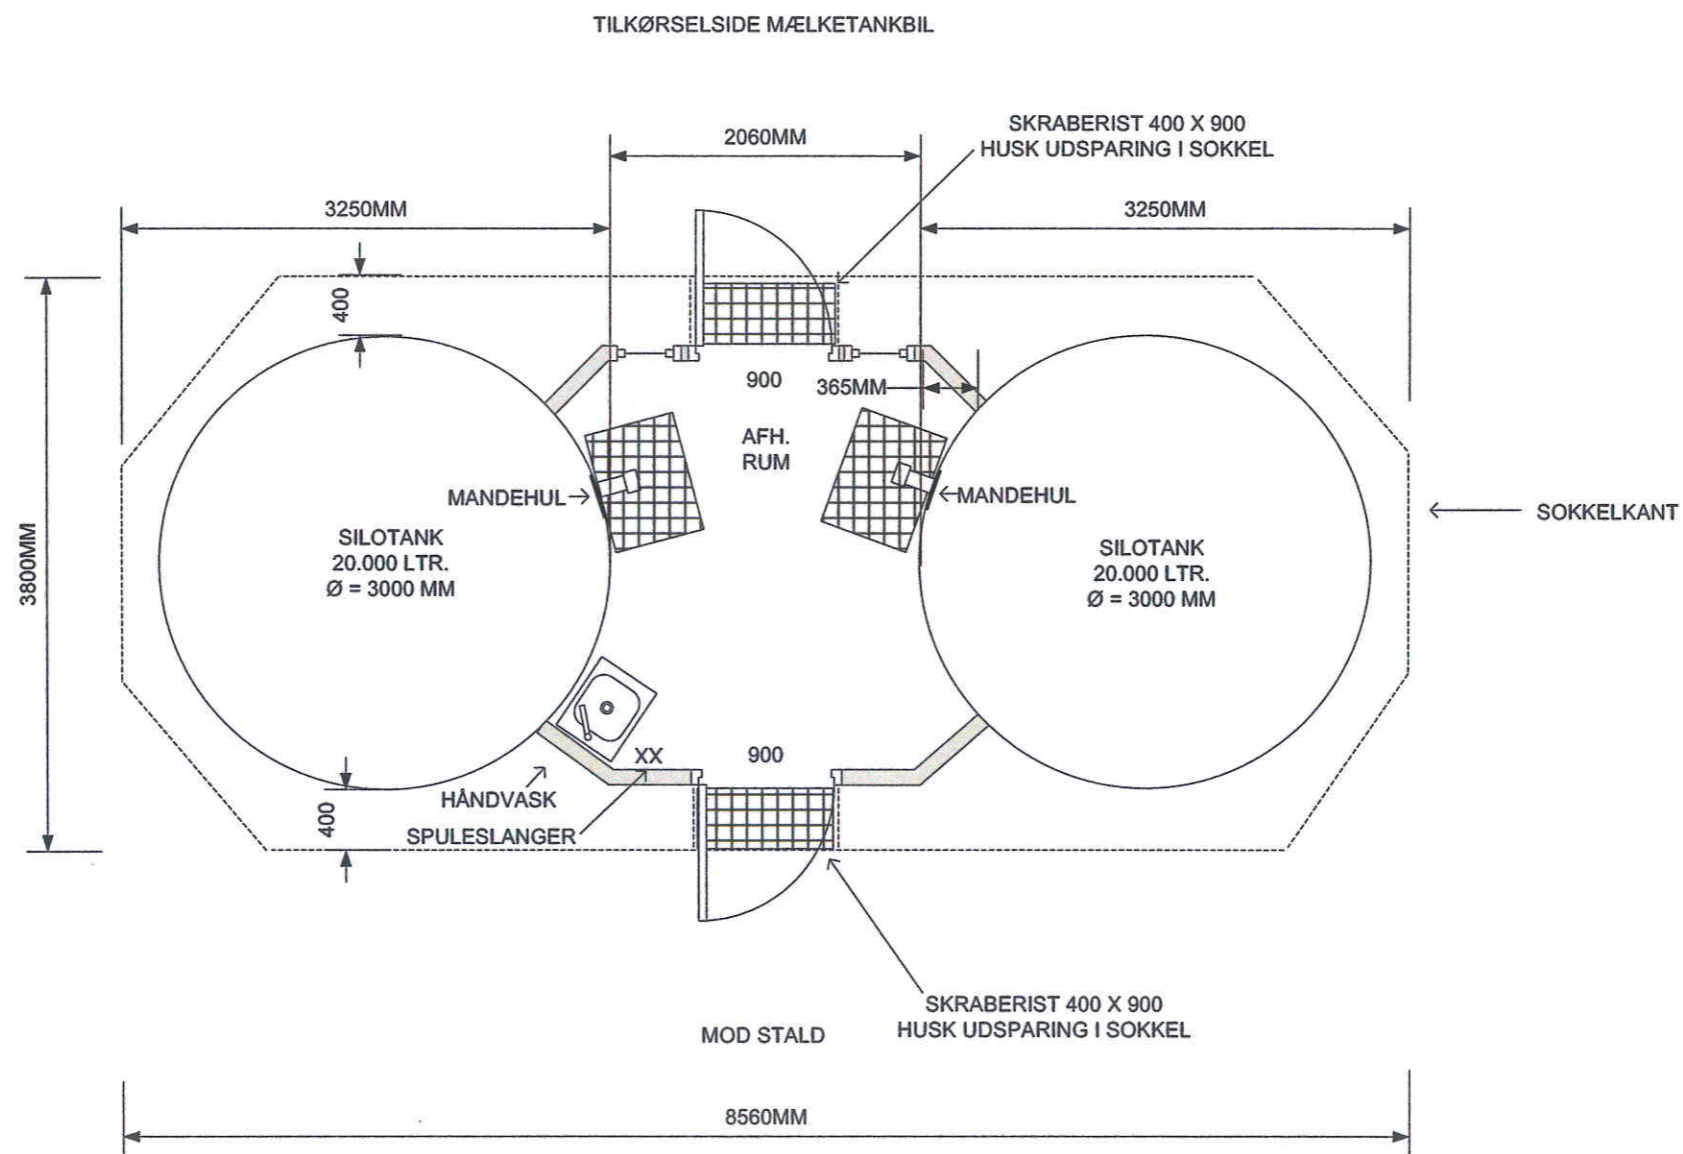 TILKØRSELSIDE MÆLKETANKBIL
SKRABERIST 400 X 900
HUSK UDSPARING I SOKKEL
2060MM
3250MM
3250MM
400
900
365MM
AFH.
RUM
MANDEHUL
MANDEHUL
SOKKELKANT
3800MM
SILOTANK
20.000 LTR.
Ø = 3000 MM
SILOTANK
20.000 LTR.
Ø = 3000 MM
XX
900
HÅNDVASK
400
SPULESLANGER
SKRABERIST 400 X 900
HUSK UDSPARING I SOKKEL
MOD STALD
8560MM